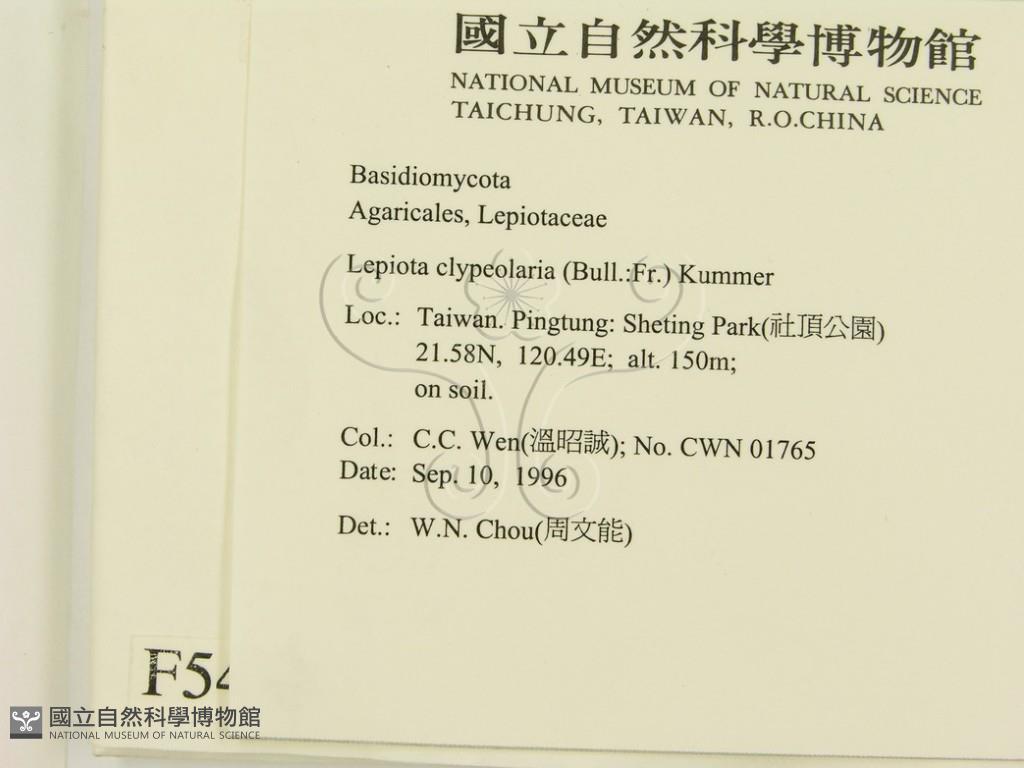 國立自然科學博物館
NATIONAL MUSEUM OF NATURAL SCIENCE
TAICHUNG, TAIWAN, R.O.CHINA
Basidiomycota
Agaricales, Lepiotaceae
Lepiota clypeolaria (Bull.:Fr.) Kummer
Loc.: Taiwan. Pingtung: Sheting Park(社頂公園)
21.58N, 120.49E; alt. 150m;
on soil.
Col.: C.C. Wen(溫昭誠); No. CWN 01765
Date: Sep. 10, 1996
Det.: W.N. Chou(周文能)
F54
國立自然科學博物館
NATIONAL MUSEUM OF NATURAL SCIENCE